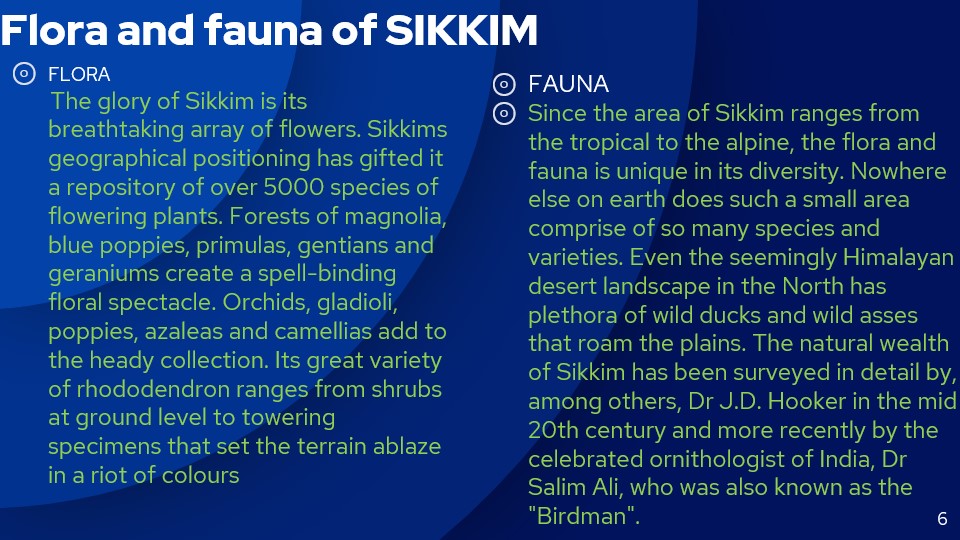 Flora and fauna of SIKKIM
FLORA
The glory of Sikkim is its
breathtaking array of flowers. Sikkims
geographical positioning has gifted it
a repository of over 5000 species of
flowering plants. Forests of magnolia,
blue poppies, primulas, gentians and
geraniums create a spell-binding
floral spectacle. Orchids, gladioli,
poppies, azaleas and camellias add to
the heady collection. Its great variety
of rhododendron ranges from shrubs
at ground level to towering
specimens that set the terrain ablaze
in a riot of colours
FAUNA
Since the area of Sikkim ranges from
the tropical to the alpine, the flora and
fauna is unique in its diversity. Nowhere
else on earth does such a small area
comprise of so many species and
varieties. Even the seemingly Himalayan
desert landscape in the North has
plethora of wild ducks and wild asses
that roam the plains. The natural wealth
of Sikkim has been surveyed in detail by,
among others, Dr J.D. Hooker in the mid
20th century and more recently by the
celebrated ornithologist of India, Dr
Salim Ali, who was also known as the
"Birdman".
6